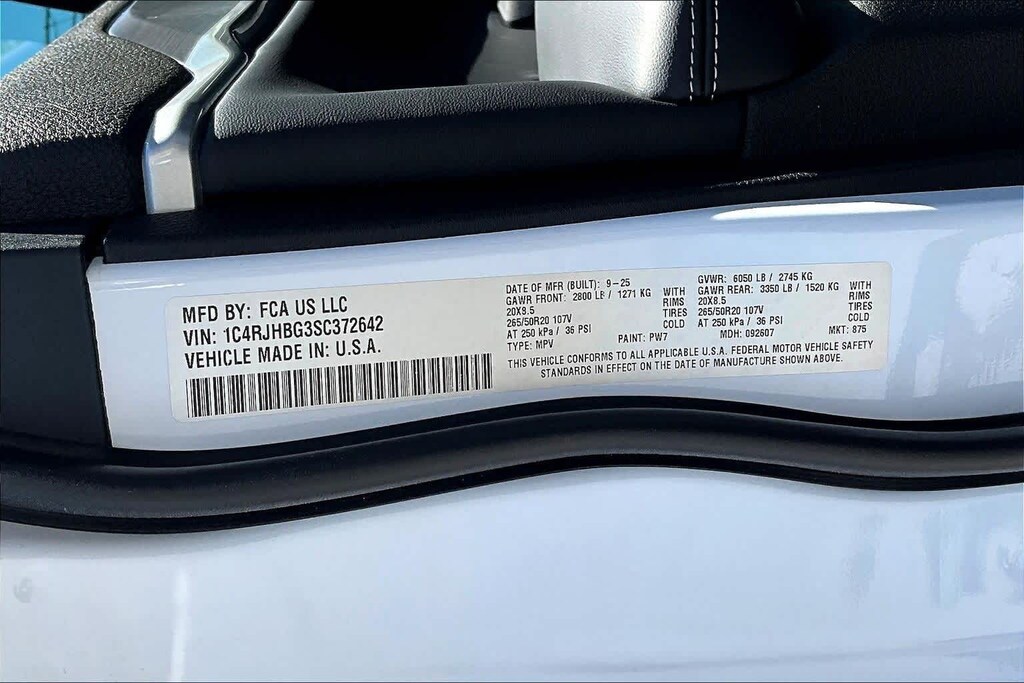 MFD BY: FCA US LLC
VIN: 1C4RJHBG3SC372642
VEHICLE MADE IN: U.S.A.
DATE OF MFR (BUILT): 9-25
GAWR FRONT: 2800 LB / 1271 KG WITH
20X8.5 RIMS
265/50R20 107V TIRES
AT 250 kPa / 36 PSI COLD
TYPE: MPV PAINT: PW7
GVWR: 6050 LB / 2745 KG
GAWR REAR: 3350 LB / 1520 KG WITH
20X8.5 RIMS
265/50R20 107V TIRES
AT 250 kPa / 36 PSI COLD
MDH: 092607 MKT: 875
THIS VEHICLE CONFORMS TO ALL APPLICABLE U.S.A. FEDERAL MOTOR VEHICLE SAFETY
STANDARDS IN EFFECT ON THE DATE OF MANUFACTURE SHOWN ABOVE.